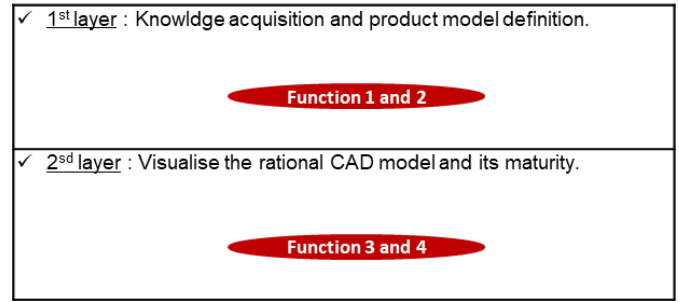 ✓ 1st layer : Knowldge acquisition and product model definition.
Function 1 and 2
✓ 2sd layer : Visualise the rational CAD model and its maturity.
Function 3 and 4